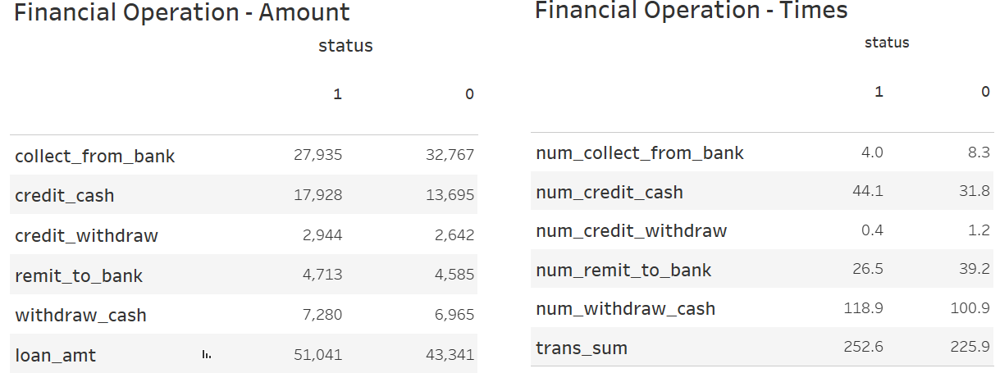 Financial Operation - Amount
status
1 0
collect_from_bank 27,935 32,767
credit_cash 17,928 13,695
credit_withdraw 2,944 2,642
remit_to_bank 4,713 4,585
withdraw_cash 7,280 6,965
loan_amt 51,041 43,341
Financial Operation - Times
status
1 0
num_collect_from_bank 4.0 8.3
num_credit_cash 44.1 31.8
num_credit_withdraw 0.4 1.2
num_remit_to_bank 26.5 39.2
num_withdraw_cash 118.9 100.9
trans_sum 252.6 225.9